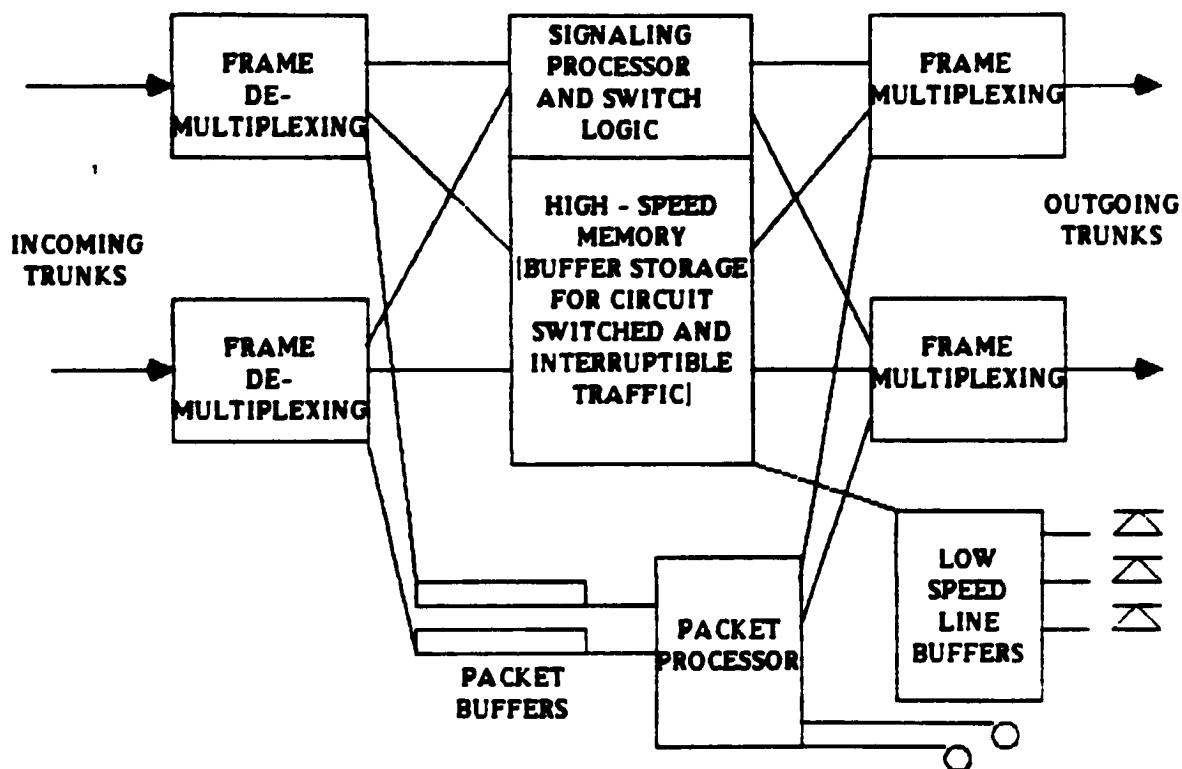 FRAME
DE-
MULTIPLEXING
SIGNALING
PROCESSOR
AND SWITCH
LOGIC
FRAME
MULTIPLEXING
INCOMING
TRUNKS
HIGH - SPEED
MEMORY
[BUFFER STORAGE
FOR CIRCUIT
SWITCHED AND
INTERRUPTIBLE
TRAFFIC]
OUTGOING
TRUNKS
FRAME
DE-
MULTIPLEXING
FRAME
MULTIPLEXING
PACKET
BUFFERS
PACKET
PROCESSOR
LOW
SPEED
LINE
BUFFERS